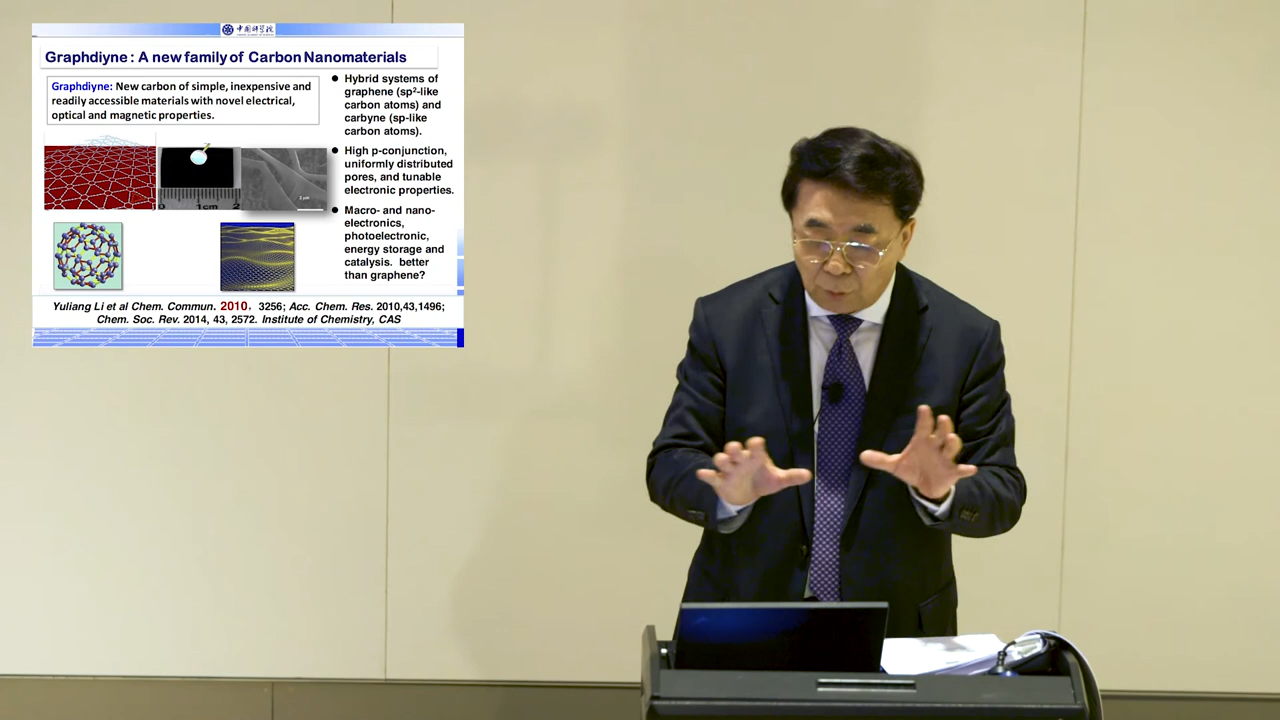 中国科学院
Graphdiyne : A new family of Carbon Nanomaterials
Graphdiyne: New carbon of simple, inexpensive and
readily accessible materials with novel electrical,
optical and magnetic properties.
● Hybrid systems of
graphene (sp²-like
carbon atoms) and
carbyne (sp-like
carbon atoms).
● High p-conjunction,
uniformly distributed
pores, and tunable
electronic properties.
● Macro- and nano-
electronics,
photoelectronic,
energy storage and
catalysis. better
than graphene?
0 1cm 2
2 μm
Yuliang Li et al Chem. Commun. 2010, 3256; Acc. Chem. Res. 2010,43,1496;
Chem. Soc. Rev. 2014, 43, 2572. Institute of Chemistry, CAS